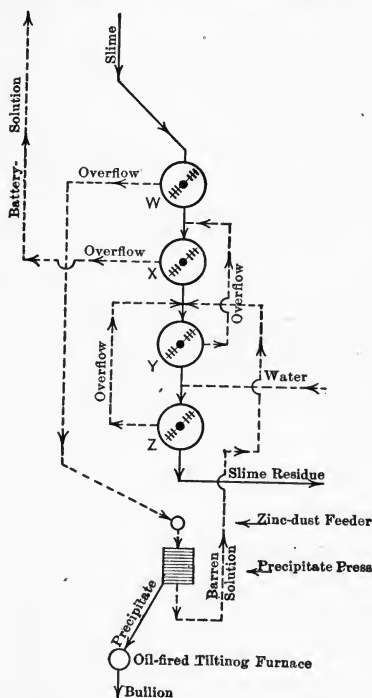 Battery-Solution
Slime
Overflow
W
Overflow
X
Overflow
Y
Overflow
Water
Z
Slime Residue
Zinc-dust Feeder
Barren
Solution
Precipitate Press
Precipitate
Oil-fired Tiltinog Furnace
Bullion